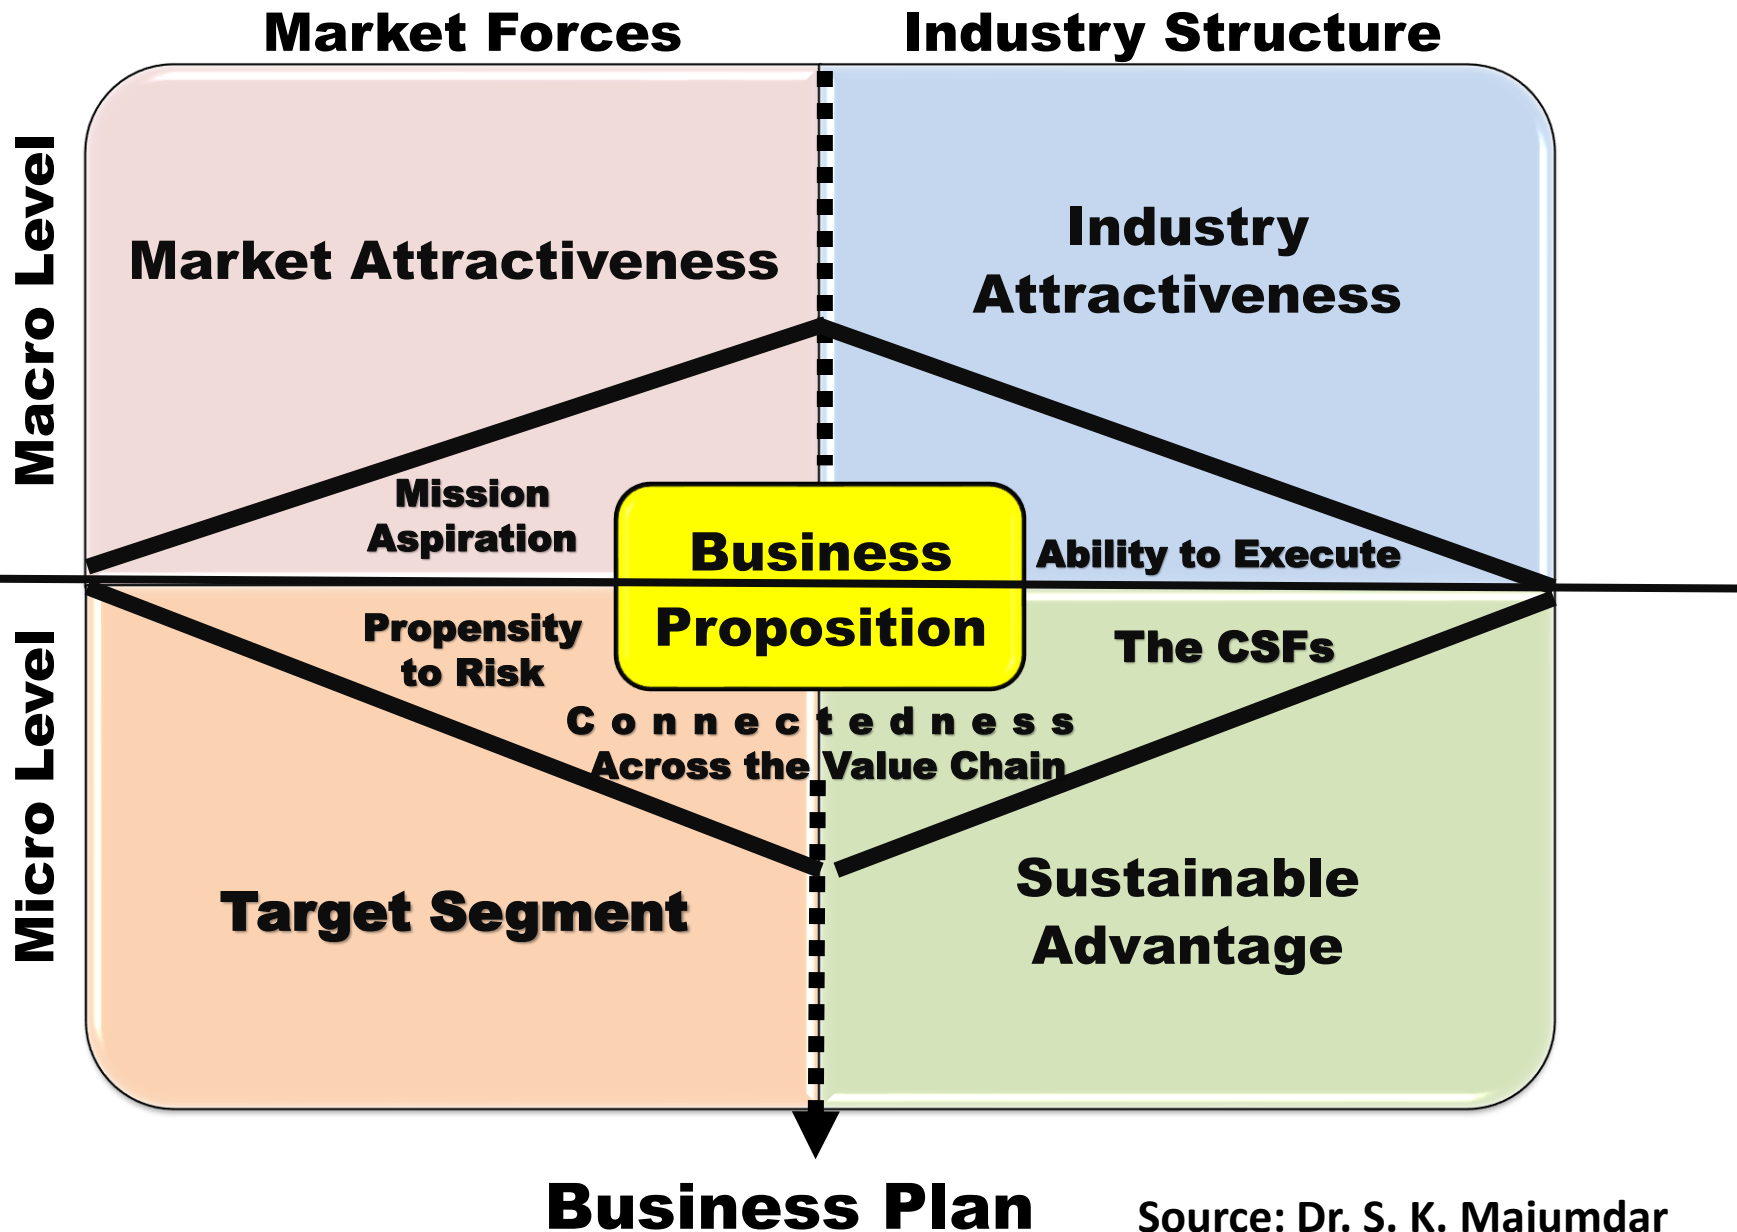 Market Forces
Industry Structure
Macro Level
Market Attractiveness
Industry
Attractiveness
Mission
Aspiration
Business
Proposition
Ability to Execute
Micro Level
Propensity
to Risk
The CSFs
Connectedness
Across the Value Chain
Target Segment
Sustainable
Advantage
Business Plan
Source: Dr. S. K. Majumdar